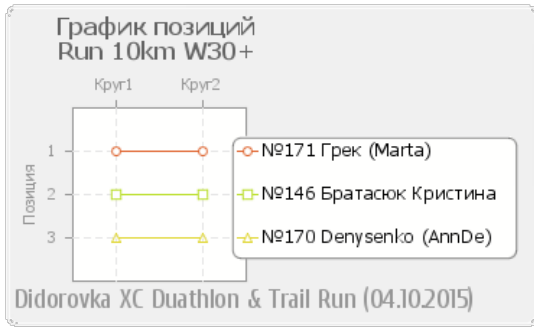 График позиций
Run 10km W30+
Круг1 Круг2
Позиция
1
№171 Грек (Marta)
2
№146 Братасюк Кристина
3
№170 Denysenko (AnnDe)
Didorovka XC Duathlon & Trail Run (04.10.2015)